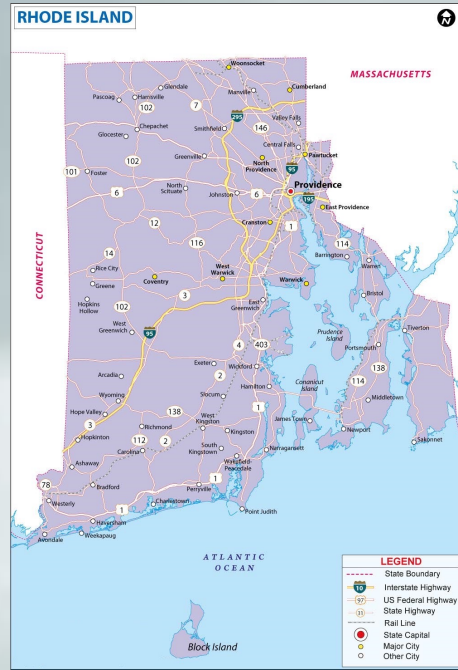 RHODE ISLAND
N
MASSACHUSETTS
CONNECTICUT
Woonsocket
Glendale
Pascoag
Harrisville
102
7
Manville
Cumberland
295
146
Valley Falls
Chepachet
Smithfield
Glocester
Central Falls
Pawtucket
102
Greenville
North
Providence
95
101
Foster
6
North
Scituate
Johnston
6
Providence
195
East Providence
12
Cranston
1
116
114
Barrington
Warren
14
Rice City
Greene
Coventry
West
Warwick
Warwick
Bristol
Hopkins
Hollow
102
3
East
Greenwich
Prudence
Island
Tiverton
West
Greenwich
95
4
403
Portsmouth
138
Exeter
Wickford
Arcadia
2
Conanicut
Island
114
Wyoming
Slocum
Hamilton
Middletown
Hope Valley
138
West
Kingston
1
James Town
Newport
3
Richmond
Kingston
Hopkinton
112
2
Carolina
South
Kingstown
Narragansett
Sakonnet
Ashaway
Wakefield-
Peacedale
78
Bradford
Perryville
1
Westerly
Charlestown
Point Judith
1
Haversham
Avondale
Weekapaug
ATLANTIC
OCEAN
Block Island
LEGEND
State Boundary
10 Interstate Highway
97 US Federal Highway
31 State Highway
Rail Line
State Capital
Major City
Other City